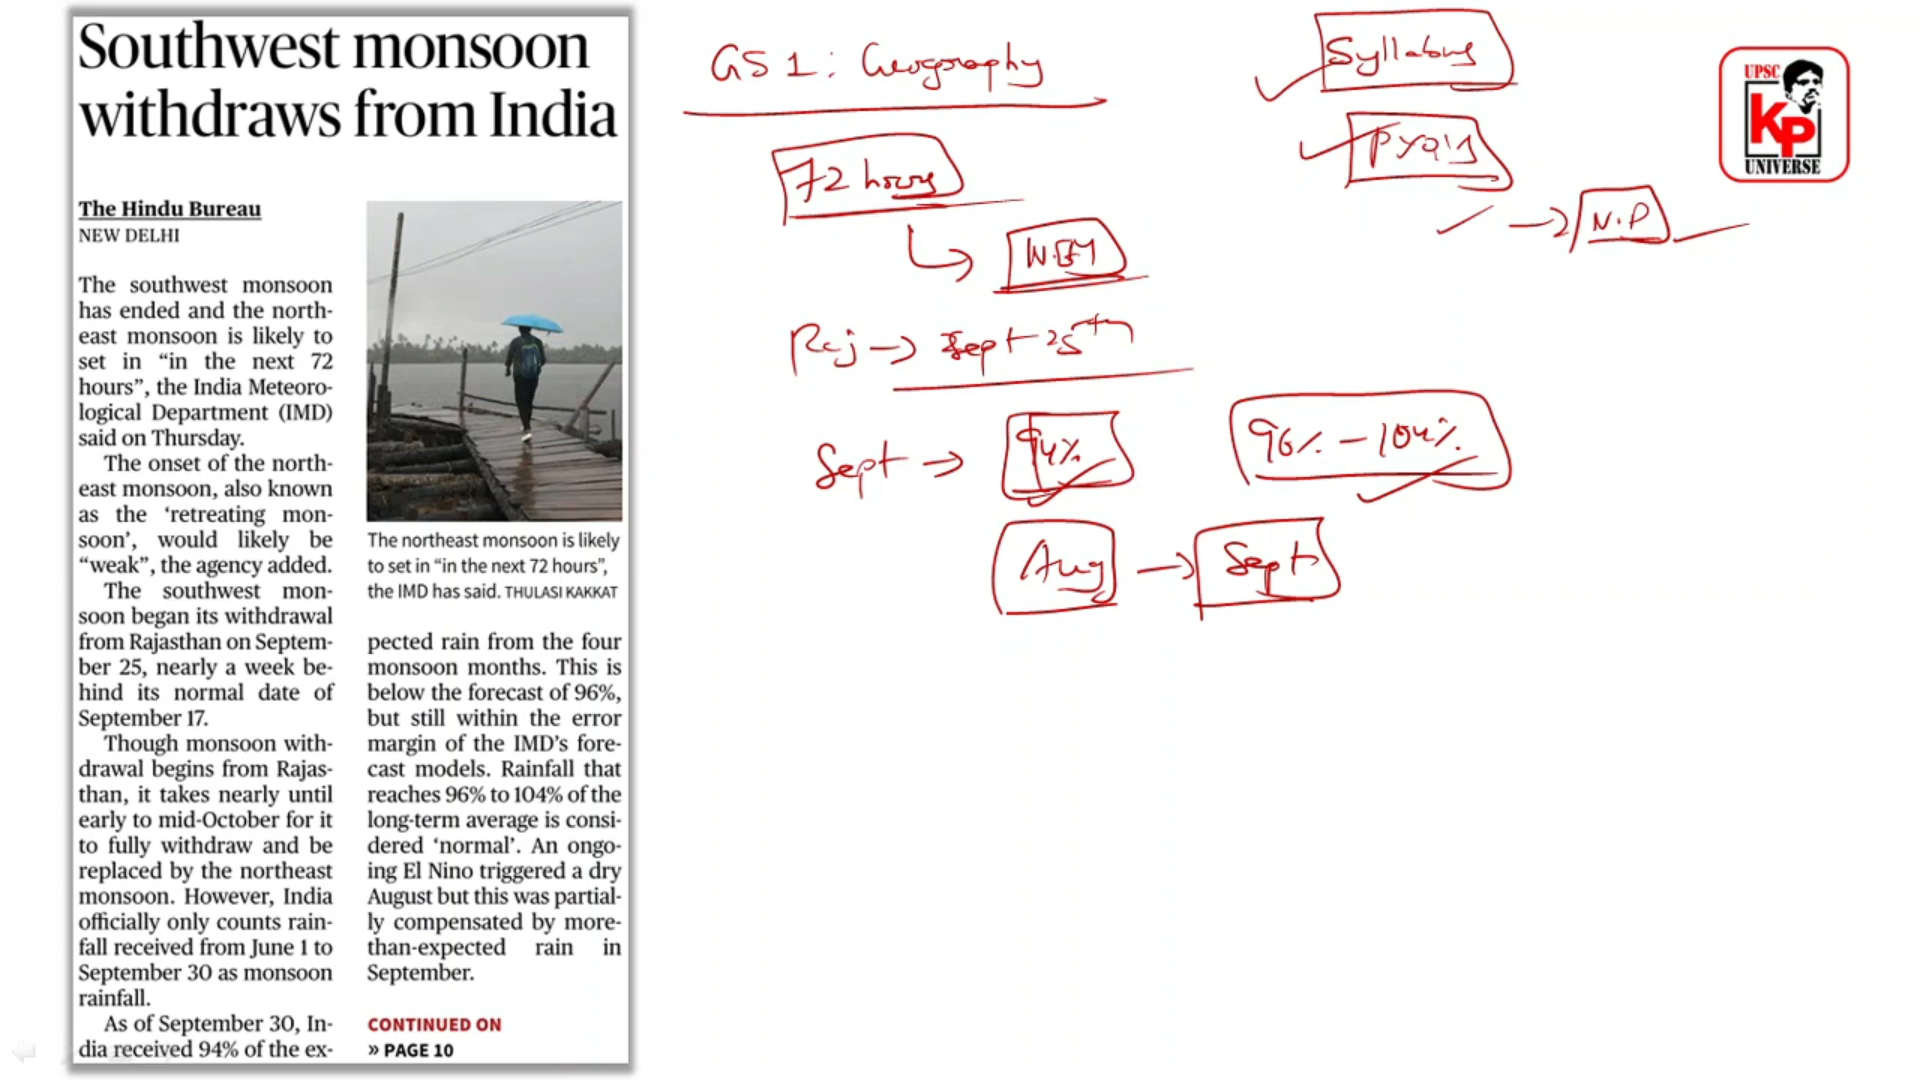 Southwest monsoon
withdraws from India
The Hindu Bureau
NEW DELHI
The southwest monsoon
has ended and the north-
east monsoon is likely to
set in “in the next 72
hours”, the India Meteoro-
logical Department (IMD)
said on Thursday.
The onset of the north-
east monsoon, also known
as the ‘retreating mon-
soon’, would likely be
“weak”, the agency added.
The southwest mon-
soon began its withdrawal
from Rajasthan on Septem-
ber 25, nearly a week be-
hind its normal date of
September 17.
Though monsoon with-
drawal begins from Rajas-
than, it takes nearly until
early to mid-October for it
to fully withdraw and be
replaced by the northeast
monsoon. However, India
officially only counts rain-
fall received from June 1 to
September 30 as monsoon
rainfall.
As of September 30, In-
dia received 94% of the ex-
The northeast monsoon is likely
to set in “in the next 72 hours”,
the IMD has said. THULASI KAKKAT
pected rain from the four
monsoon months. This is
below the forecast of 96%,
but still within the error
margin of the IMD’s fore-
cast models. Rainfall that
reaches 96% to 104% of the
long-term average is consi-
dered ‘normal’. An ongo-
ing El Nino triggered a dry
August but this was partial-
ly compensated by more-
than-expected rain in
September.
CONTINUED ON
» PAGE 10
GS 1 : Geography
72 hours
N.E.M
Raj → Sept 25th
Sept → 94%
96% - 104%
Aug → Sept
Syllabus
PYQ's
→ N.P
UPSC
KP
UNIVERSE